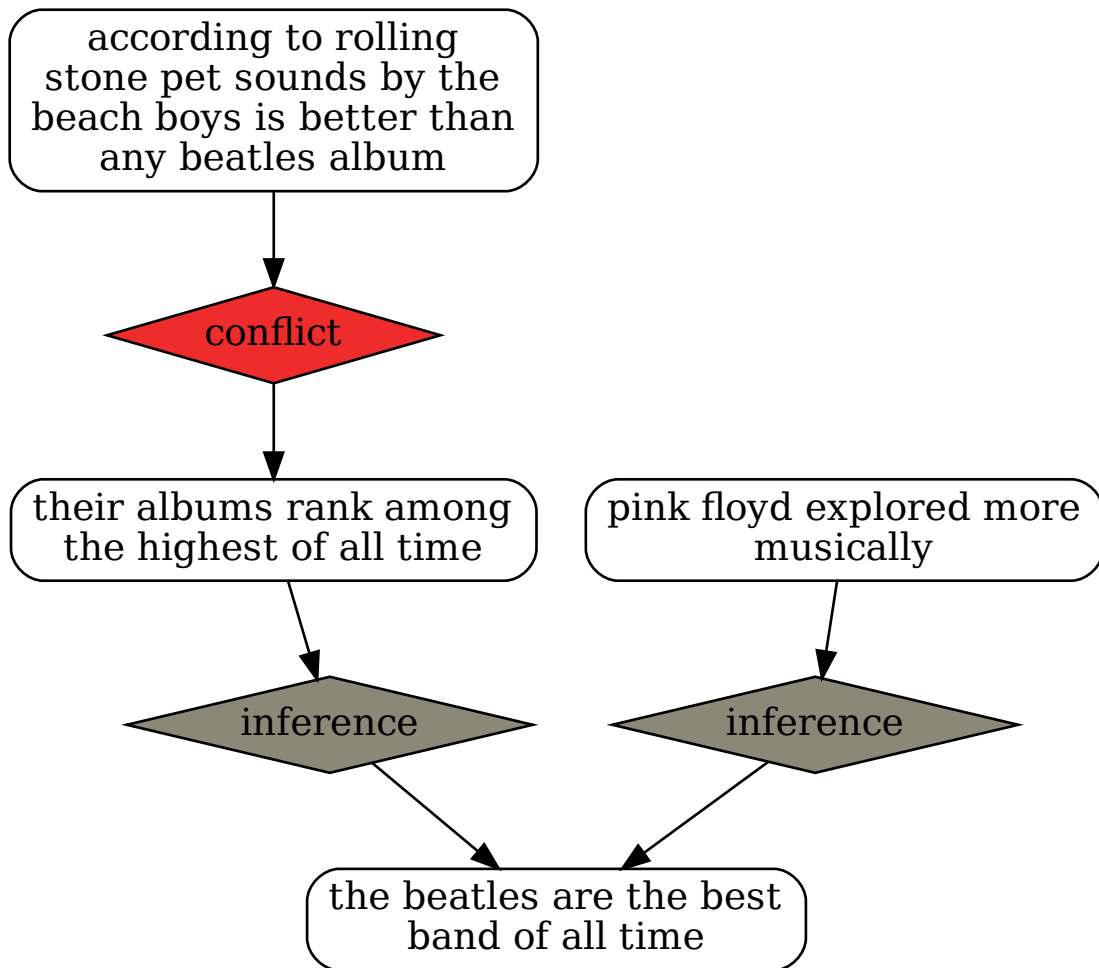 according to rolling
stone pet sounds by the
beach boys is better than
any beatles album
conflict
their albums rank among
the highest of all time
pink floyd explored more
musically
inference
inference
the beatles are the best
band of all time